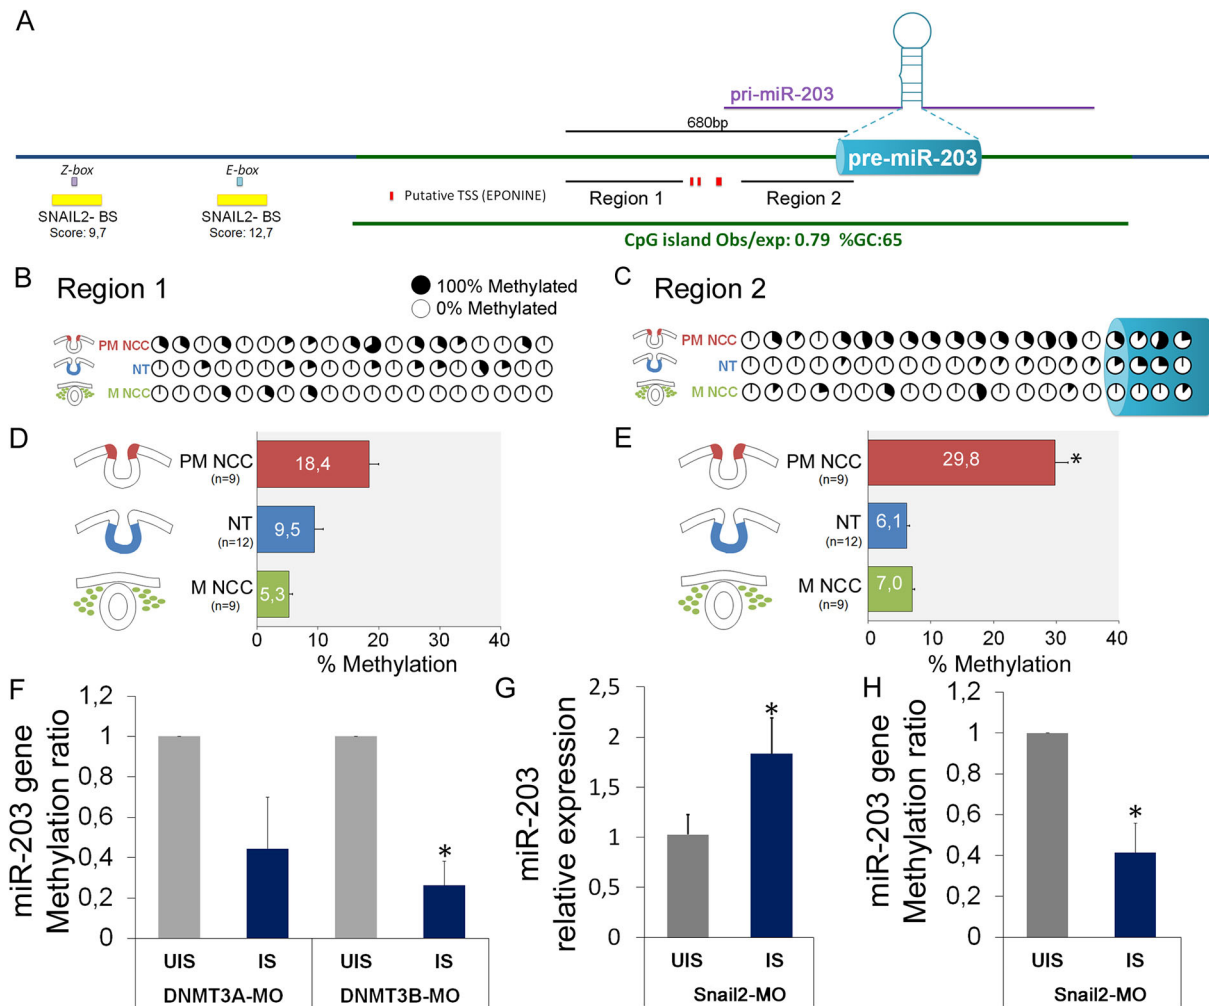 A
pri-miR-203
680bp
pre-miR-203
Z-box
E-box
SNAIL2- BS
Score: 9,7
SNAIL2- BS
Score: 12,7
Putative TSS (EPONINE)
Region 1
Region 2
CpG island Obs/exp: 0.79 %GC:65
B
Region 1
100% Methylated
0% Methylated
PM NCC
NT
M NCC
C
Region 2
PM NCC
NT
M NCC
D
PM NCC
(n=9)
18,4
NT
(n=12)
9,5
M NCC
(n=9)
5,3
0 10 20 30 40
% Methylation
E
PM NCC
(n=9)
29,8
*
NT
(n=12)
6,1
M NCC
(n=9)
7,0
0 10 20 30 40
% Methylation
F
miR-203 gene
Methylation ratio
1,2
1
0,8
0,6
0,4
0,2
0
*
UIS IS UIS IS
DNMT3A-MO DNMT3B-MO
G
miR-203
relative expression
2,5
2
1,5
1
0,5
0
*
UIS IS
Snail2-MO
H
miR-203 gene
Methylation ratio
1,2
1
0,8
0,6
0,4
0,2
0
*
UIS IS
Snail2-MO